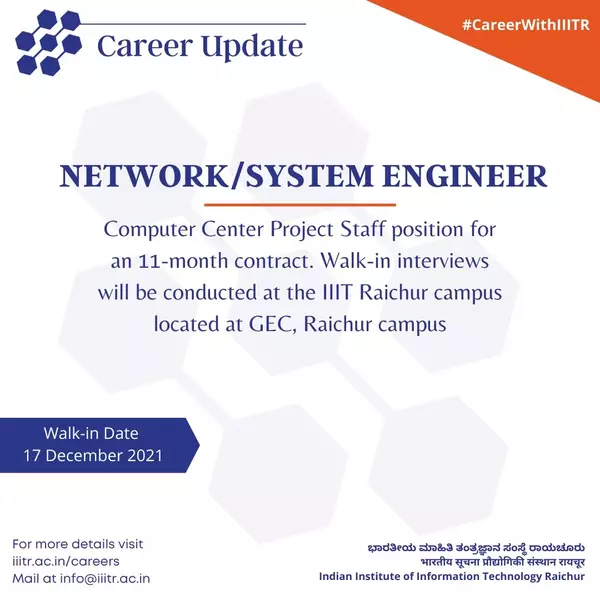 Career Update
#CareerWithIIITR
NETWORK/SYSTEM ENGINEER
Computer Center Project Staff position for
an 11-month contract. Walk-in interviews
will be conducted at the IIIT Raichur campus
located at GEC, Raichur campus
Walk-in Date
17 December 2021
For more details visit
iiitr.ac.in/careers
Mail at info@iiitr.ac.in
ಭಾರತೀಯ ಮಾಹಿತಿ ತಂತ್ರಜ್ಞಾನ ಸಂಸ್ಥೆ ರಾಯಚೂರು
भारतीय सूचना प्रौद्योगिकी संस्थान रायचूर
Indian Institute of Information Technology Raichur